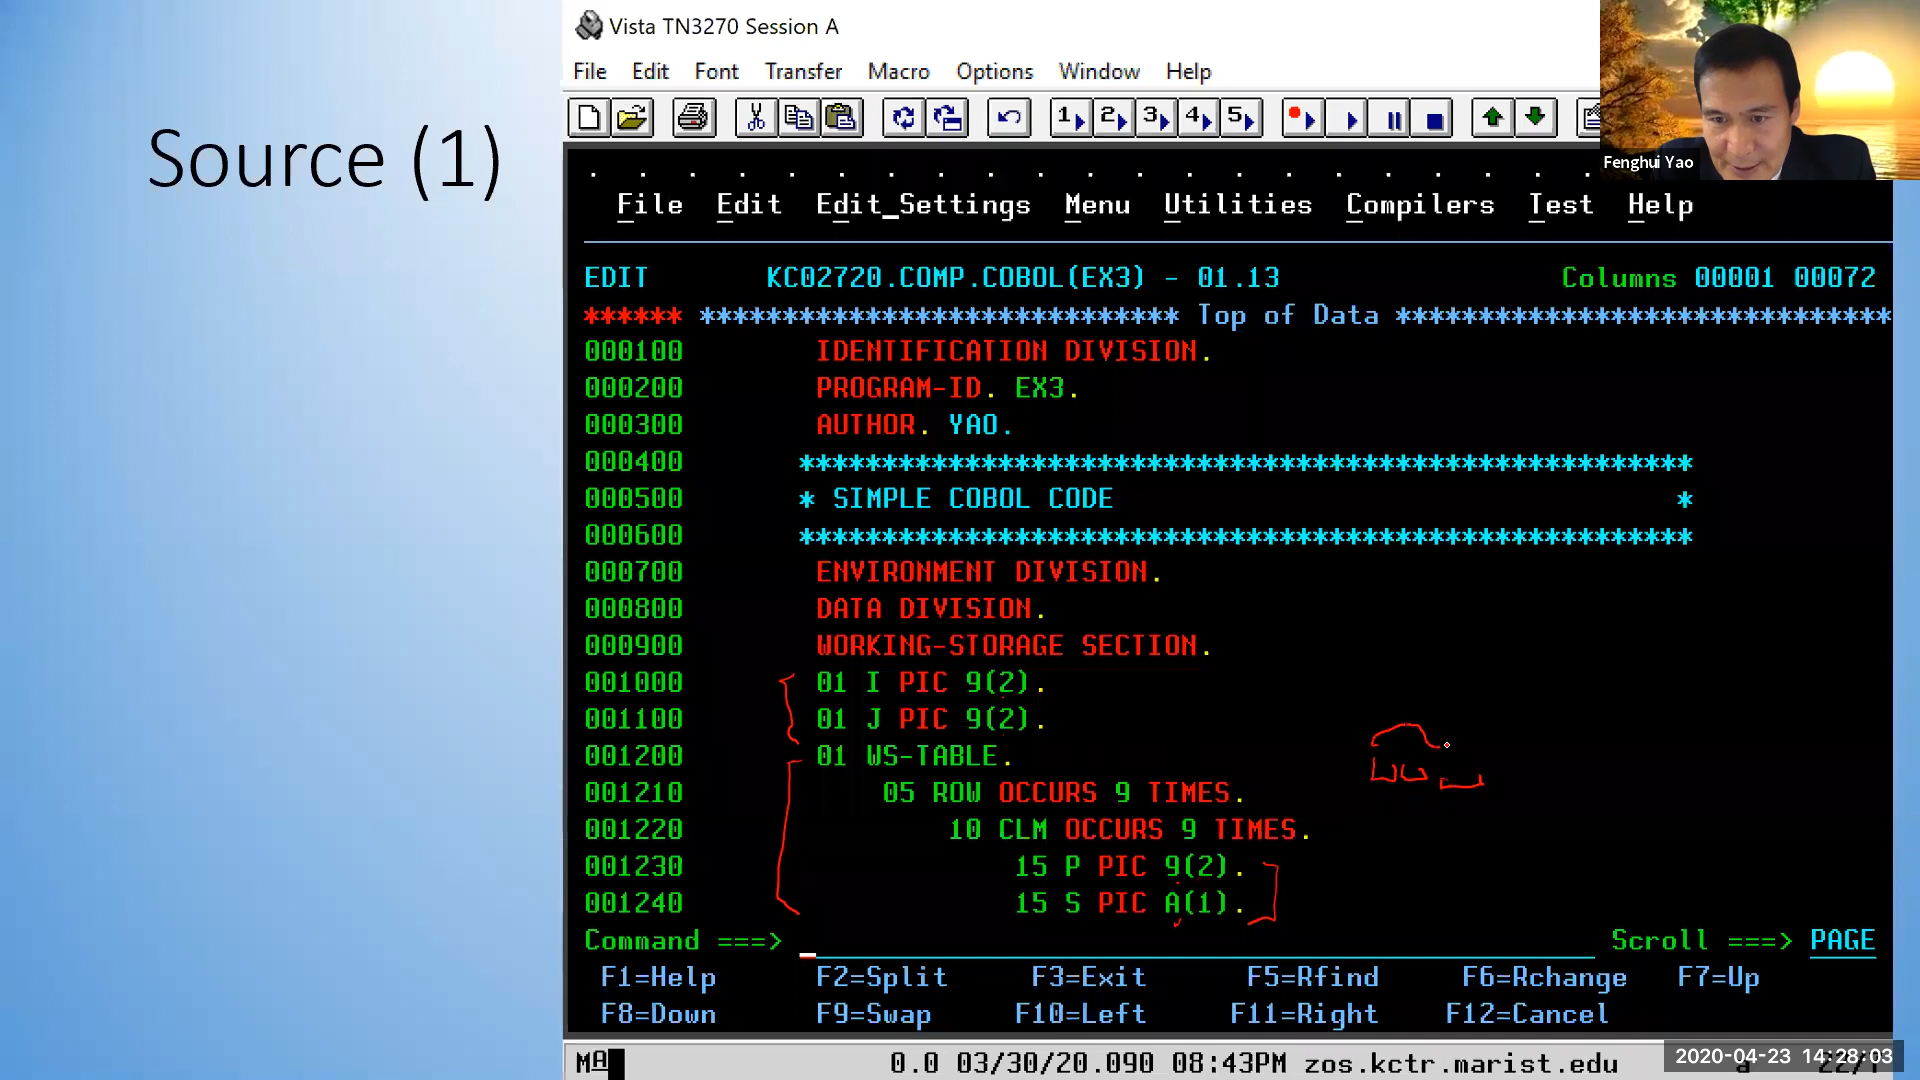 Source (1)
Vista TN3270 Session A
File Edit Font Transfer Macro Options Window Help
1 2 3 4 5
Fenghui Yao
. . . . . . . . . . . . . . . . . . . . .
File Edit Edit_Settings Menu Utilities Compilers Test Help
EDIT KC02720.COMP.COBOL(EX3) - 01.13 Columns 00001 00072
****** ***************************** Top of Data ******************************
000100 IDENTIFICATION DIVISION.
000200 PROGRAM-ID. EX3.
000300 AUTHOR. YAO.
000400 ******************************************************
000500 * SIMPLE COBOL CODE *
000600 ******************************************************
000700 ENVIRONMENT DIVISION.
000800 DATA DIVISION.
000900 WORKING-STORAGE SECTION.
001000 01 I PIC 9(2).
001100 01 J PIC 9(2).
001200 01 WS-TABLE.
001210 05 ROW OCCURS 9 TIMES.
001220 10 CLM OCCURS 9 TIMES.
001230 15 P PIC 9(2).
001240 15 S PIC A(1).
Command ===> Scroll ===> PAGE
F1=Help F2=Split F3=Exit F5=Rfind F6=Rchange F7=Up
F8=Down F9=Swap F10=Left F11=Right F12=Cancel
MA 0.0 03/30/20.090 08:43PM zos.kctr.marist.edu
2020-04-23 14:28:03